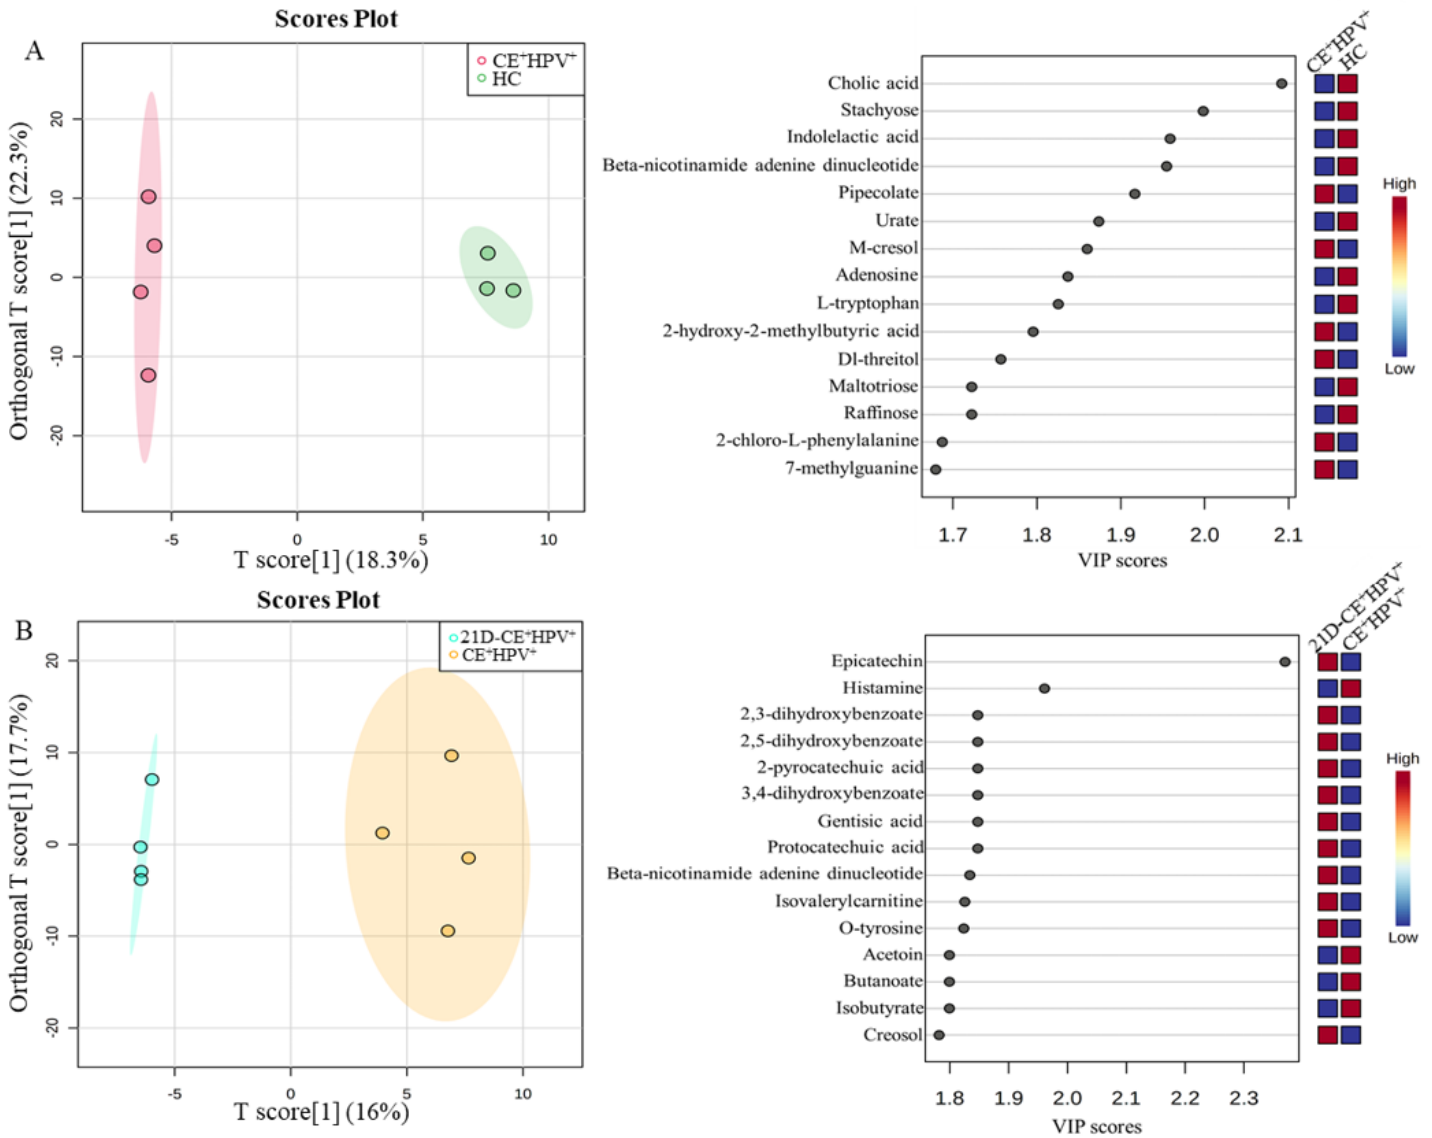 A
Scores Plot
CE⁺HPV⁺
HC
Orthogonal T score[1] (22.3%)
20
10
0
-10
-20
-5
0
5
10
T score[1] (18.3%)
CE⁺HPV⁺
HC
Cholic acid
Stachyose
Indolelactic acid
Beta-nicotinamide adenine dinucleotide
Pipecolate
Urate
M-cresol
Adenosine
L-tryptophan
2-hydroxy-2-methylbutyric acid
Dl-threitol
Maltotriose
Raffinose
2-chloro-L-phenylalanine
7-methylguanine
1.7
1.8
1.9
2.0
2.1
VIP scores
High
Low
B
Scores Plot
21D-CE⁺HPV⁺
CE⁺HPV⁺
Orthogonal T score[1] (17.7%)
20
10
0
-10
-20
-5
0
5
10
T score[1] (16%)
21D-CE⁺HPV⁺
CE⁺HPV⁺
Epicatechin
Histamine
2,3-dihydroxybenzoate
2,5-dihydroxybenzoate
2-pyrocatechuic acid
3,4-dihydroxybenzoate
Gentisic acid
Protocatechuic acid
Beta-nicotinamide adenine dinucleotide
Isovalerylcarnitine
O-tyrosine
Acetoin
Butanoate
Isobutyrate
Creosol
1.8
1.9
2.0
2.1
2.2
2.3
VIP scores
High
Low